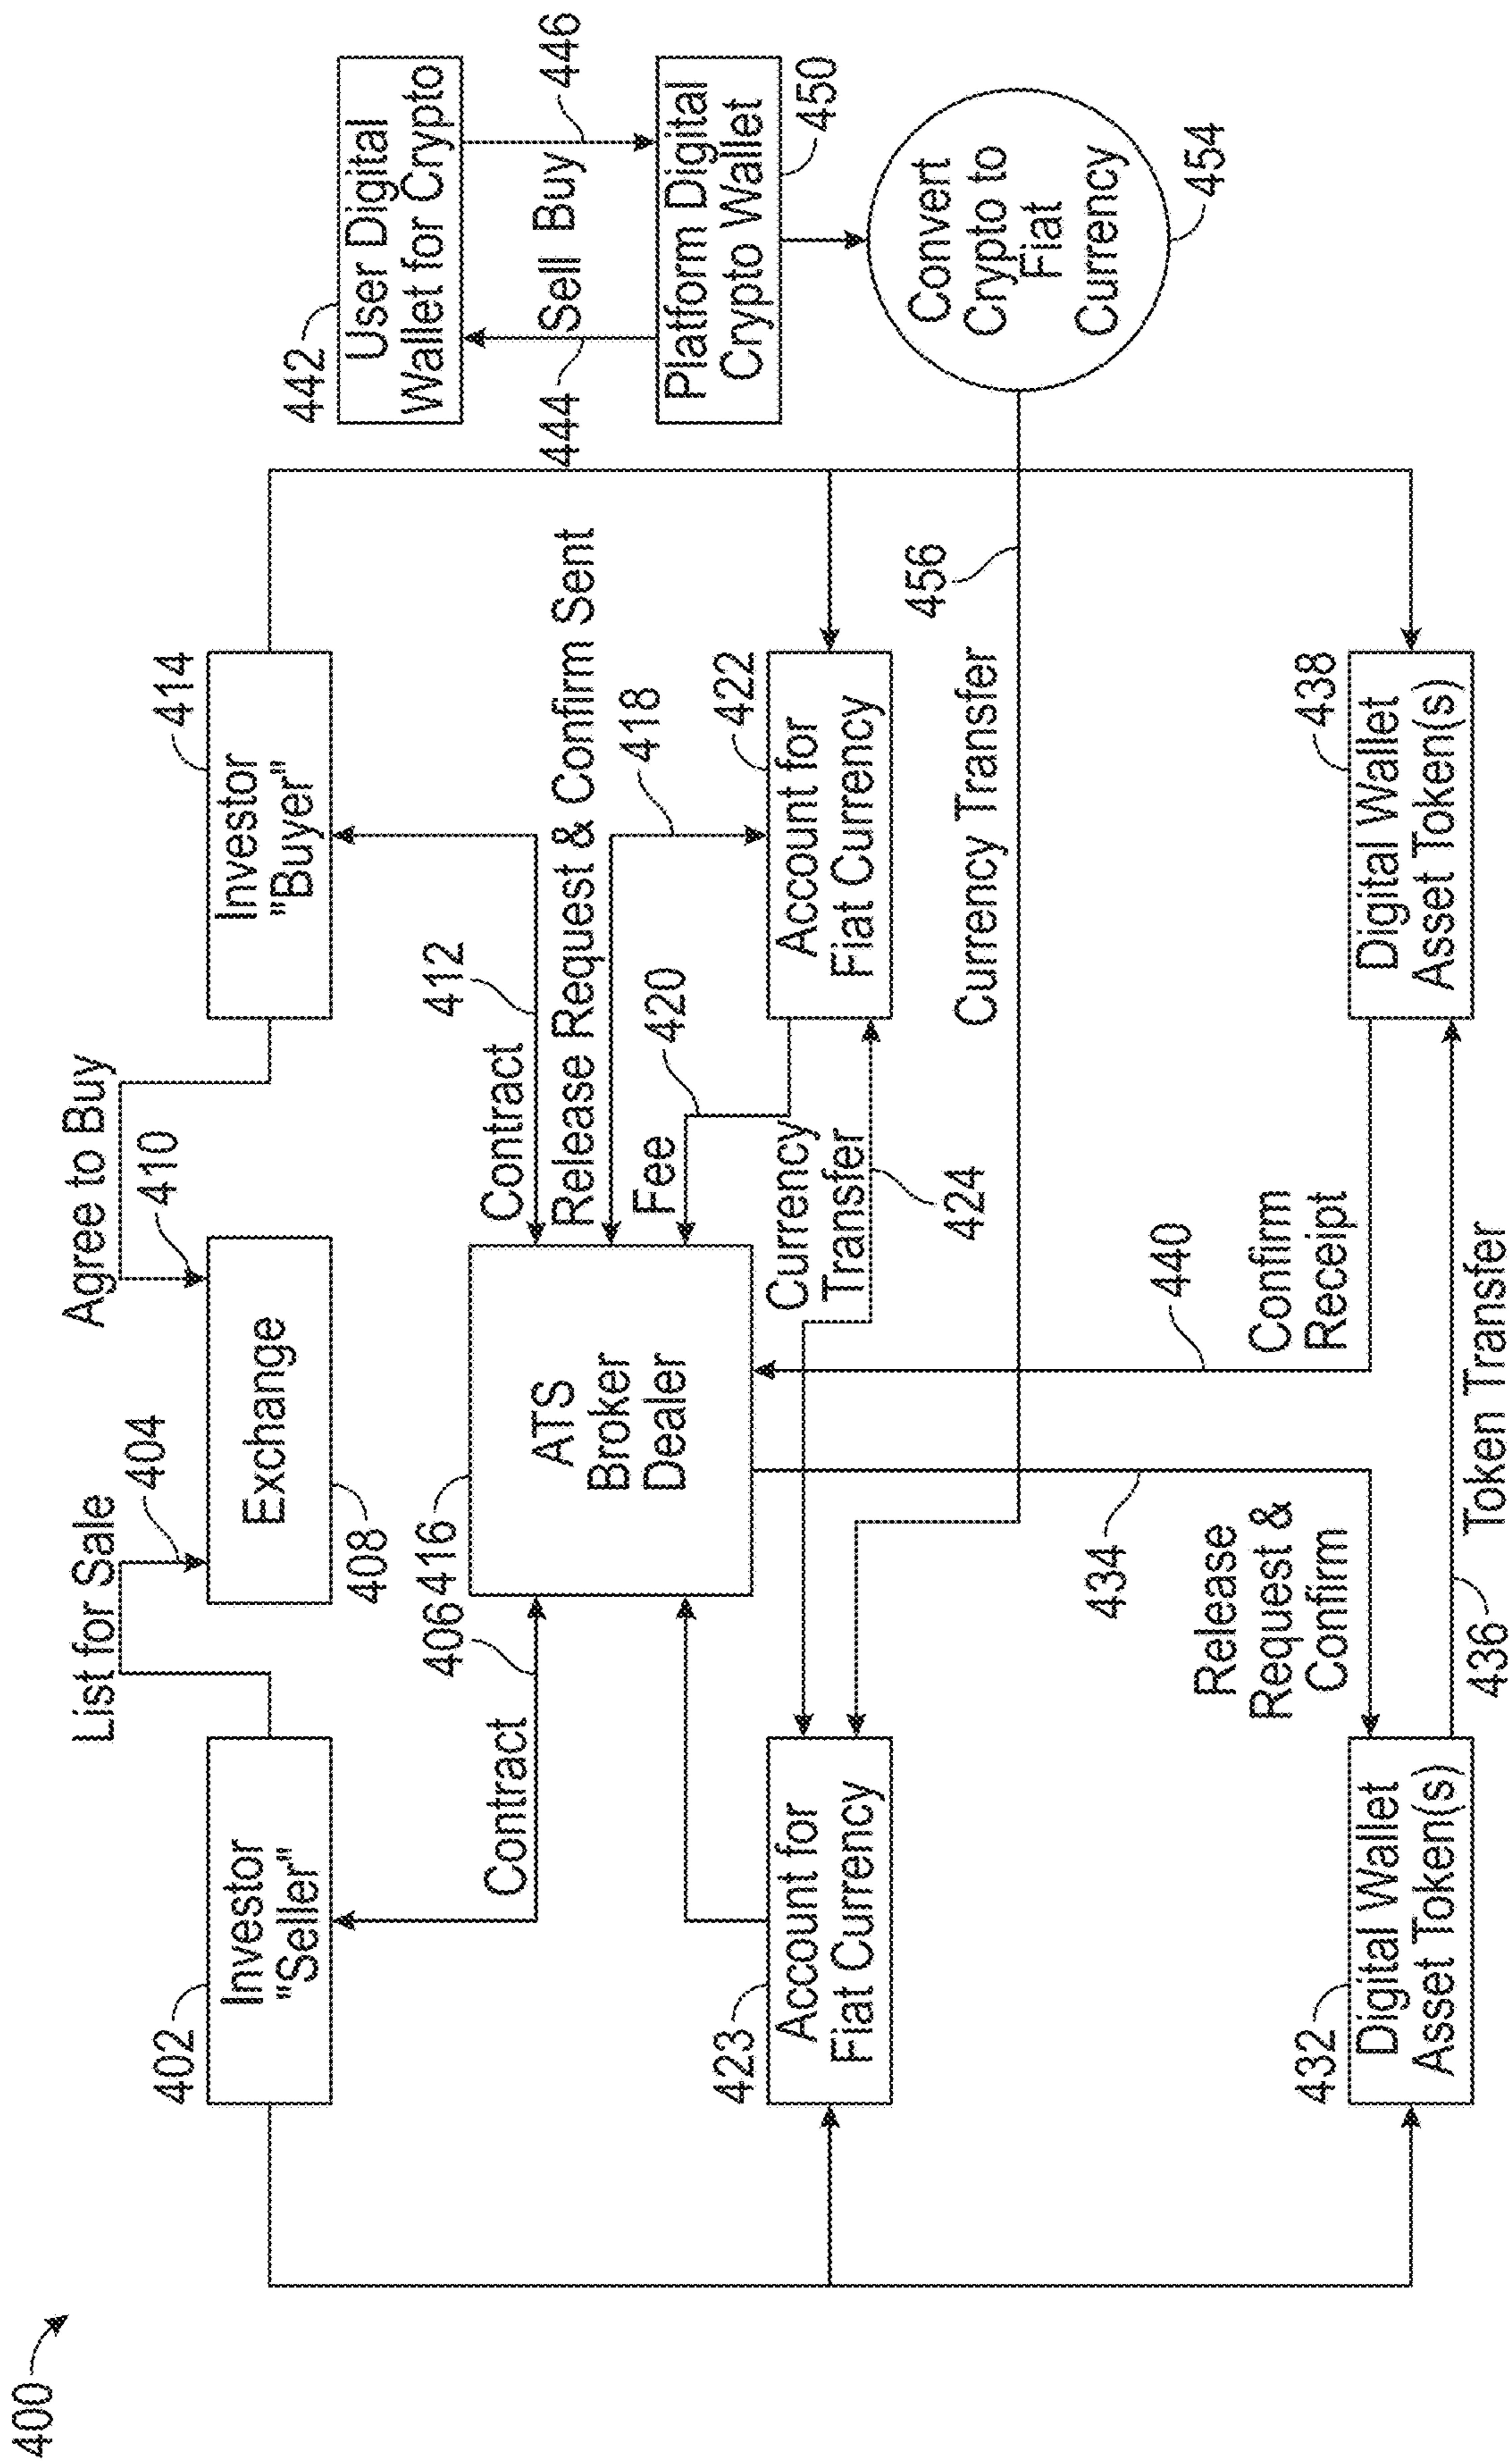 400
List for Sale
404
Agree to Buy
410
402
Investor
"Seller"
Exchange
408
Investor
"Buyer"
414
442
User Digital
Wallet for Crypto
444
Sell
Buy
446
Platform Digital
Crypto Wallet
450
Convert
Crypto to
Fiat
Currency
454
Contract
406
416
ATS
Broker
Dealer
Contract
412
Release Request & Confirm Sent
418
Fee
420
423
Account for
Fiat Currency
Currency
Transfer
424
422
Account for
Fiat Currency
Currency Transfer
456
434
Release
Request &
Confirm
440
Confirm
Receipt
432
Digital Wallet
Asset Token(s)
436
Token Transfer
438
Digital Wallet
Asset Token(s)